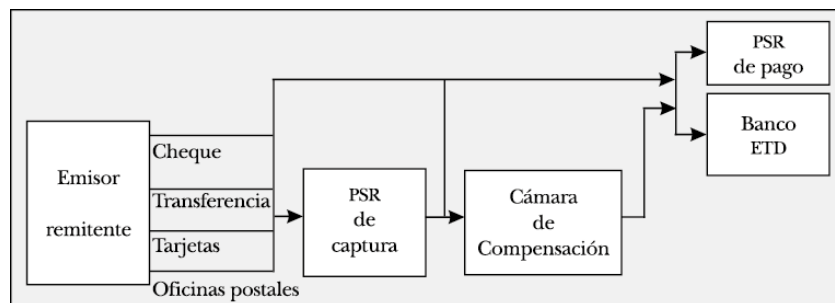 PSR
de pago
Banco
ETD
Emisor
remitente
Cheque
Transferencia
Tarjetas
Oficinas postales
PSR
de
captura
Cámara
de
Compensación